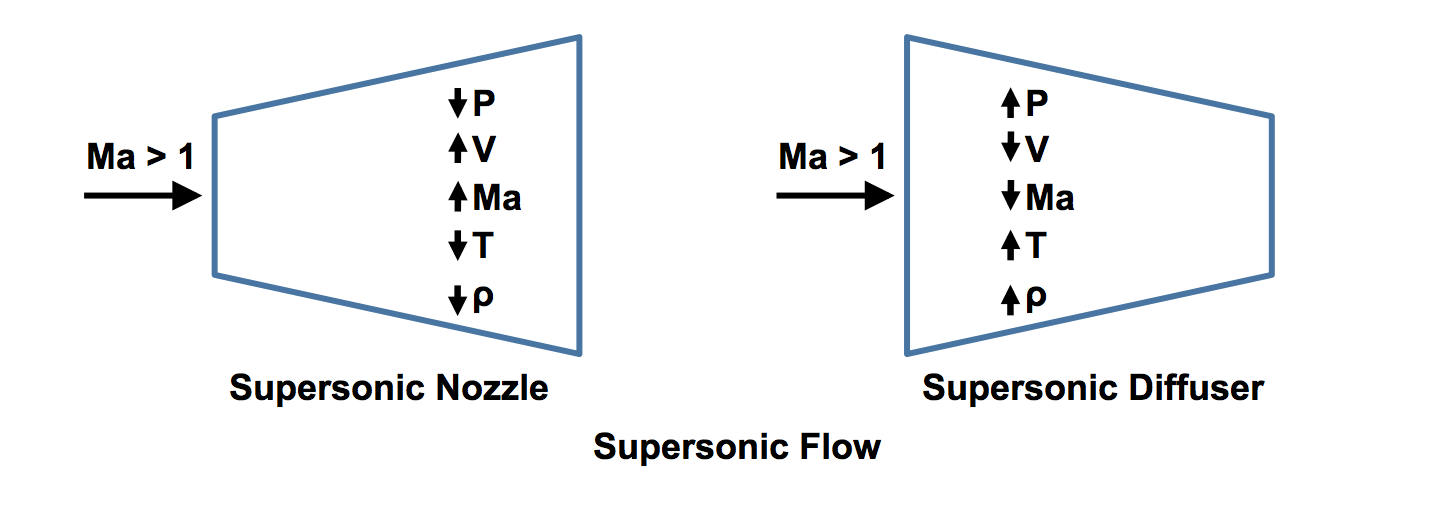 Ma > 1
P
V
Ma
T
ρ
Supersonic Nozzle
Ma > 1
P
V
Ma
T
ρ
Supersonic Diffuser
Supersonic Flow